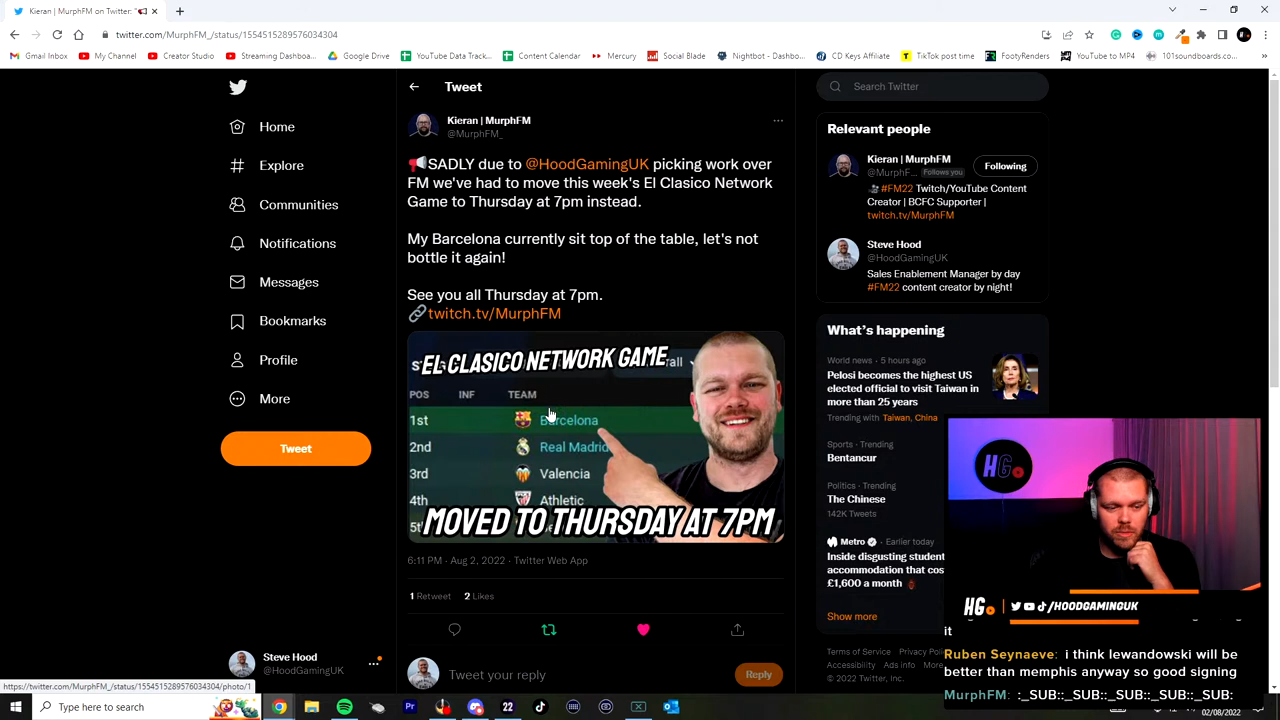 Kieran | MurphFM on Twitter: "📢
twitter.com/MurphFM_/status/1554515289576034304
Gmail Inbox
My Channel
Creator Studio
Streaming Dashboa...
Google Drive
YouTube Data Track...
Content Calendar
Mercury
Social Blade
Nightbot - Dashboa...
CD Keys Affiliate
TikTok post time
FootyRenders
YouTube to MP4
101soundboards.co...
Home
Explore
Communities
Notifications
Messages
Bookmarks
Profile
More
Tweet
Steve Hood
@HoodGamingUK
Tweet
Kieran | MurphFM
@MurphFM_
📢SADLY due to @HoodGamingUK picking work over
FM we've had to move this week's El Clasico Network
Game to Thursday at 7pm instead.
My Barcelona currently sit top of the table, let's not
bottle it again!
See you all Thursday at 7pm.
🔗twitch.tv/MurphFM
EL CLASICO NETWORK GAME
POS INF TEAM
1st Barcelona
2nd Real Madrid
3rd Valencia
4th Athletic
MOVED TO THURSDAY AT 7PM
6:11 PM · Aug 2, 2022 · Twitter Web App
1 Retweet 2 Likes
Tweet your reply
Reply
Search Twitter
Relevant people
Kieran | MurphFM
@MurphF... Follows you
Following
🎥 #FM22 Twitch/YouTube Content
Creator | BCFC Supporter |
twitch.tv/MurphFM
Steve Hood
@HoodGamingUK
Sales Enablement Manager by day
#FM22 content creator by night!
What's happening
World news · 5 hours ago
Pelosi becomes the highest US
elected official to visit Taiwan in
more than 25 years
Trending with Taiwan, China
Sports · Trending
Bentancur
Politics · Trending
The Chinese
142K Tweets
Metro Earlier today
Inside disgusting student
accommodation that cos
£1,600 a month
Show more
Terms of Service Privacy Poli
Accessibility Ads info More
© 2022 Twitter, Inc.
HG
HG /HOODGAMINGUK
it
Ruben Seynaeve: i think lewandowski will be
better than memphis anyway so good signing
MurphFM: :_SUB::_SUB::_SUB::_SUB::_SUB:
https://twitter.com/MurphFM_/status/1554515289576034304/photo/1
Type here to search
22
02/08/2022